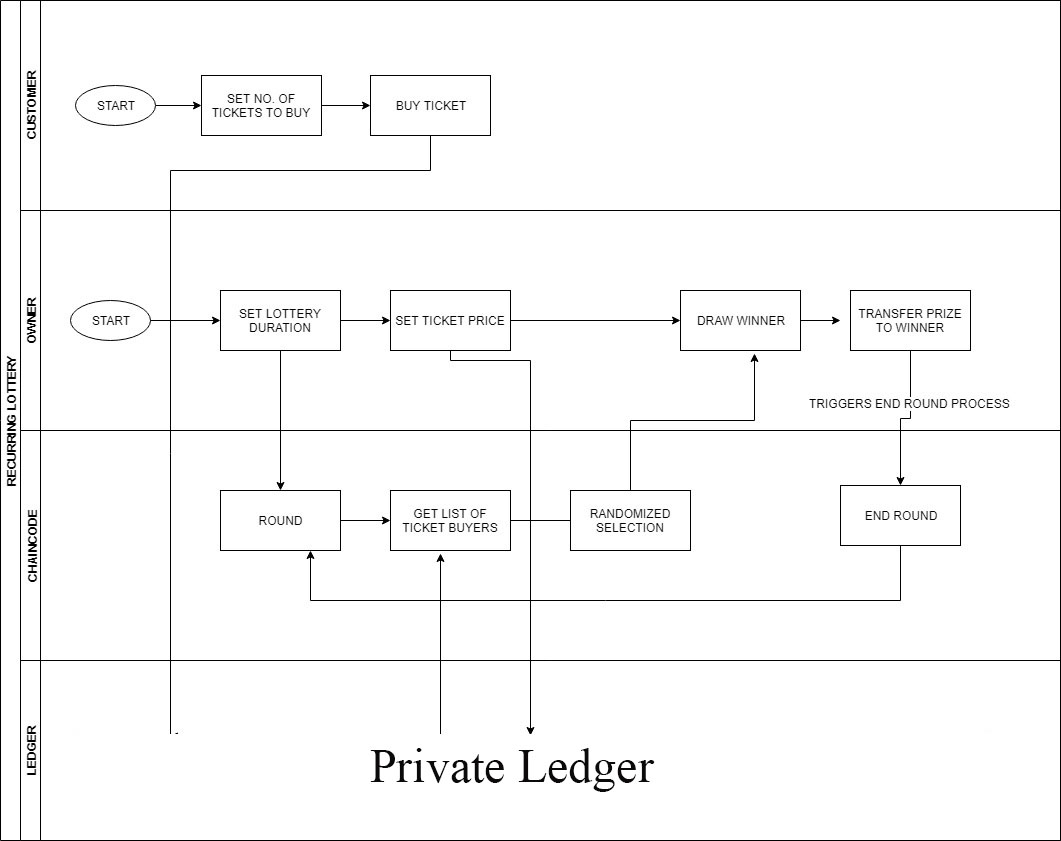 RECURRING LOTTERY
CUSTOMER
START
SET NO. OF
TICKETS TO BUY
BUY TICKET
OWNER
START
SET LOTTERY
DURATION
SET TICKET PRICE
DRAW WINNER
TRANSFER PRIZE
TO WINNER
TRIGGERS END ROUND PROCESS
CHAINCODE
ROUND
GET LIST OF
TICKET BUYERS
RANDOMIZED
SELECTION
END ROUND
LEDGER
Private Ledger